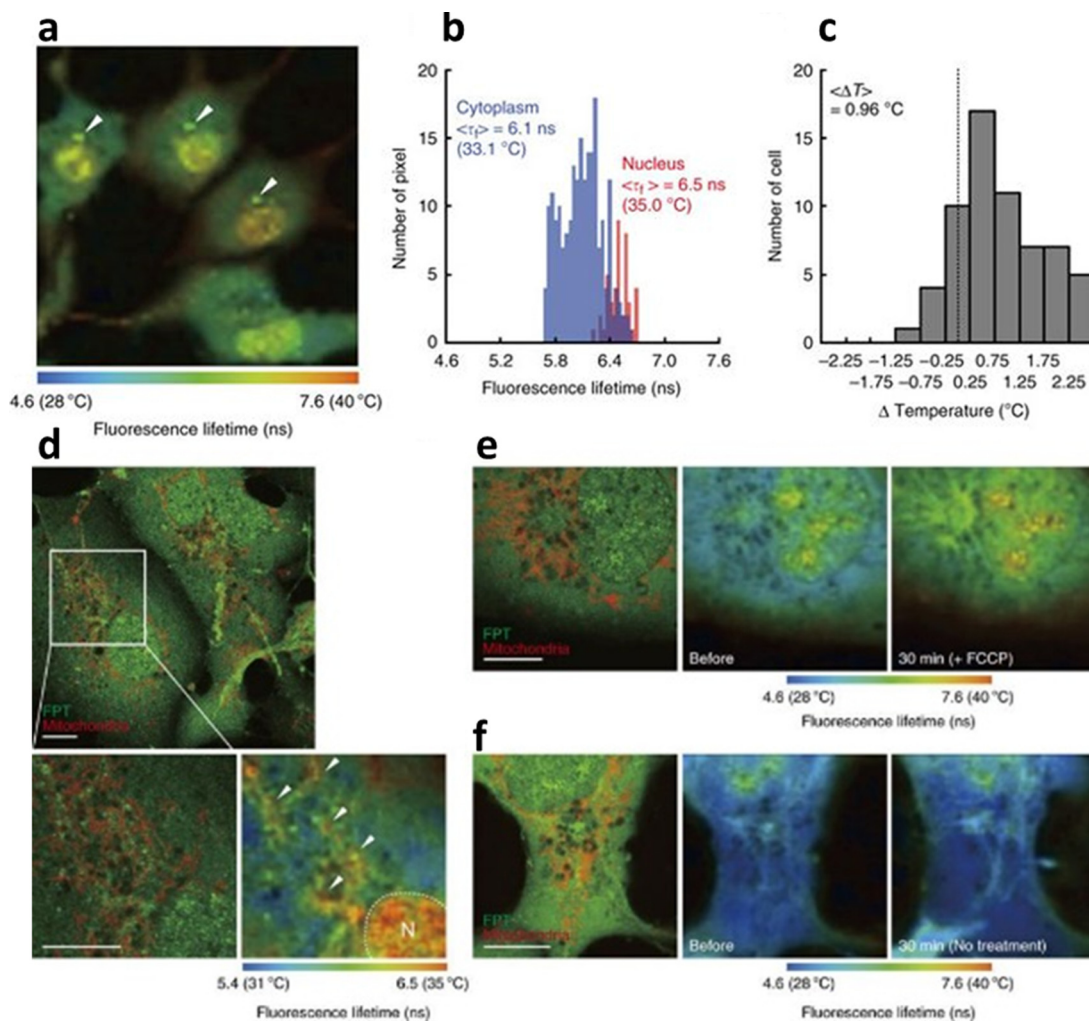 a
4.6 (28 °C)
7.6 (40 °C)
Fluorescence lifetime (ns)
b
20
15
10
5
0
Number of pixel
Cytoplasm
<τf> = 6.1 ns
(33.1 °C)
Nucleus
<τf> = 6.5 ns
(35.0 °C)
4.6 5.2 5.8 6.4 7.0 7.6
Fluorescence lifetime (ns)
c
20
15
10
5
0
Number of cell
<ΔT>
= 0.96 °C
−2.25 −1.25 −0.25 0.75 1.75
−1.75 −0.75 0.25 1.25 2.25
Δ Temperature (°C)
d
FPT
Mitochondria
N
5.4 (31 °C)
6.5 (35 °C)
Fluorescence lifetime (ns)
e
FPT
Mitochondria
Before
30 min (+ FCCP)
4.6 (28 °C)
7.6 (40 °C)
Fluorescence lifetime (ns)
f
FPT
Mitochondria
Before
30 min (No treatment)
4.6 (28 °C)
7.6 (40 °C)
Fluorescence lifetime (ns)